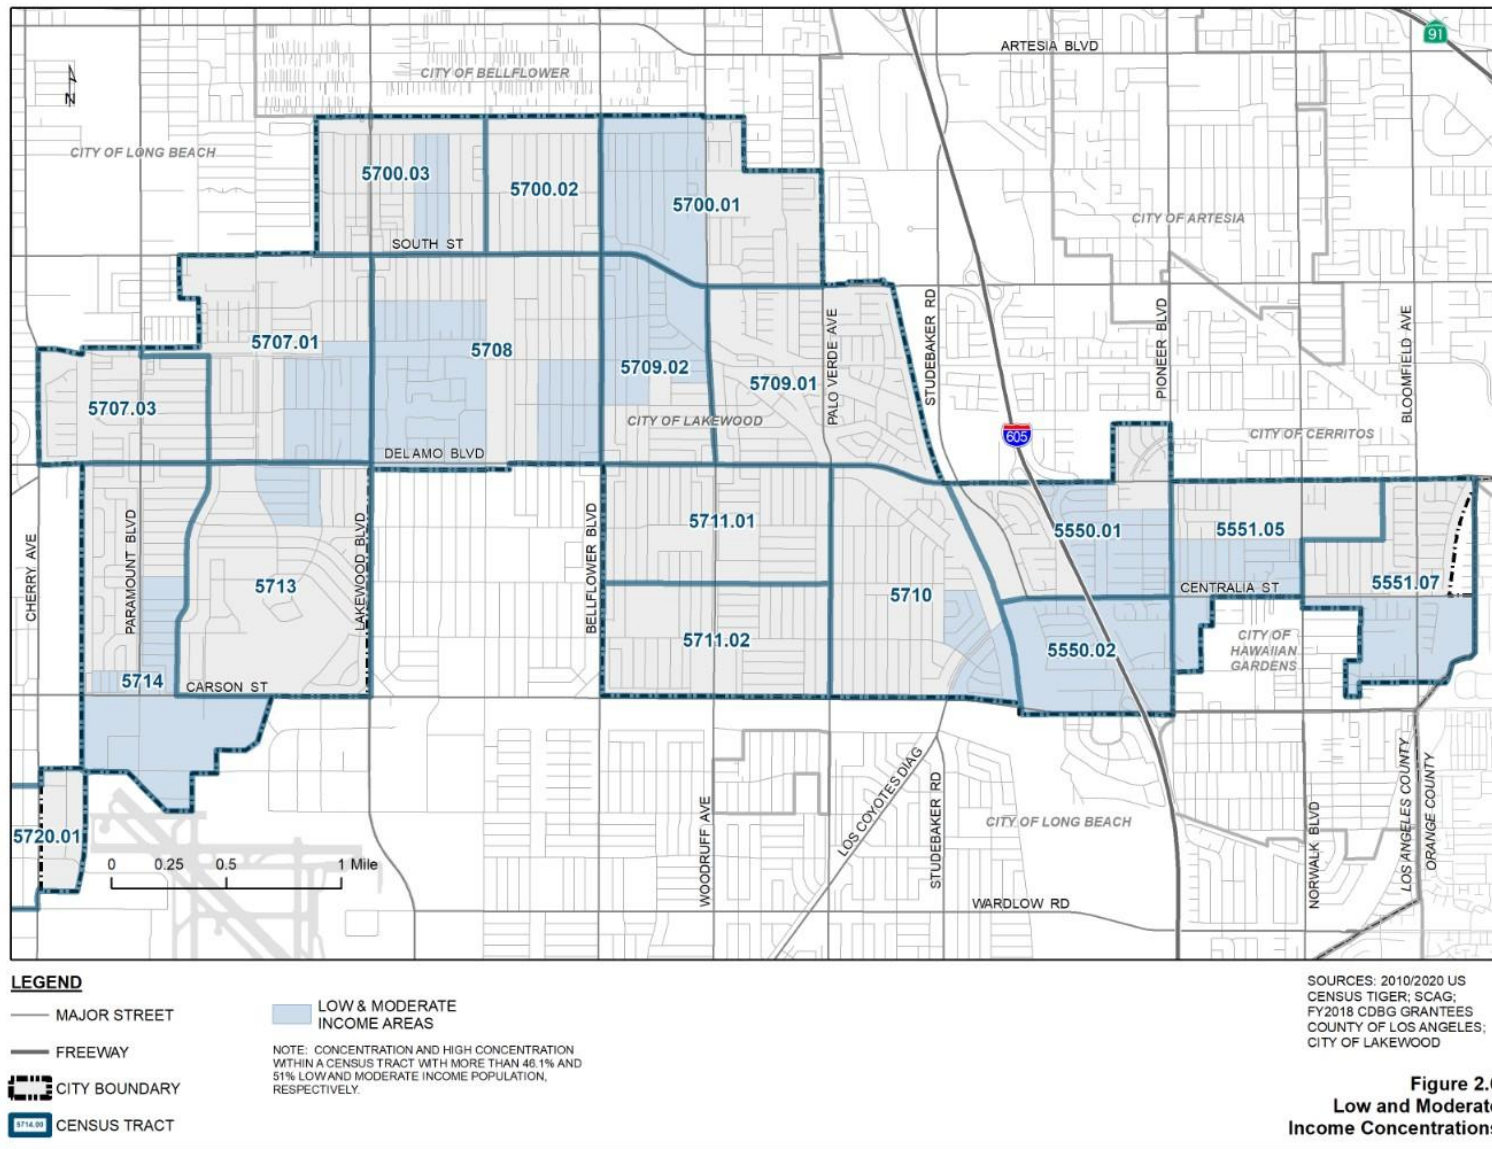 ARTESIA BLVD
91
CITY OF BELLFLOWER
N
CITY OF LONG BEACH
5700.03
5700.02
5700.01
CITY OF ARTESIA
SOUTH ST
5707.01
5708
5709.02
5709.01
PALO VERDE AVE
STUDEBAKER RD
PIONEER BLVD
BLOOMFIELD AVE
5707.03
CITY OF LAKEWOOD
605
CITY OF CERRITOS
DEL AMO BLVD
CHERRY AVE
PARAMOUNT BLVD
LAKEWOOD BLVD
BELLFLOWER BLVD
5711.01
5550.01
5551.05
5713
5710
CENTRALIA ST
5551.07
5711.02
5550.02
CITY OF
HAWAIIAN
GARDENS
5714
CARSON ST
5720.01
0 0.25 0.5 1 Mile
WOODRUFF AVE
LOS COYOTES DIAG
STUDEBAKER RD
CITY OF LONG BEACH
NORWALK BLVD
LOS ANGELES COUNTY
ORANGE COUNTY
WARDLOW RD
LEGEND
MAJOR STREET
FREEWAY
CITY BOUNDARY
5714.00
CENSUS TRACT
LOW & MODERATE
INCOME AREAS
NOTE: CONCENTRATION AND HIGH CONCENTRATION
WITHIN A CENSUS TRACT WITH MORE THAN 46.1% AND
51% LOW AND MODERATE INCOME POPULATION,
RESPECTIVELY.
SOURCES: 2010/2020 US
CENSUS TIGER; SCAG;
FY2018 CDBG GRANTEES
COUNTY OF LOS ANGELES;
CITY OF LAKEWOOD
Figure 2.
Low and Moderat
Income Concentrations